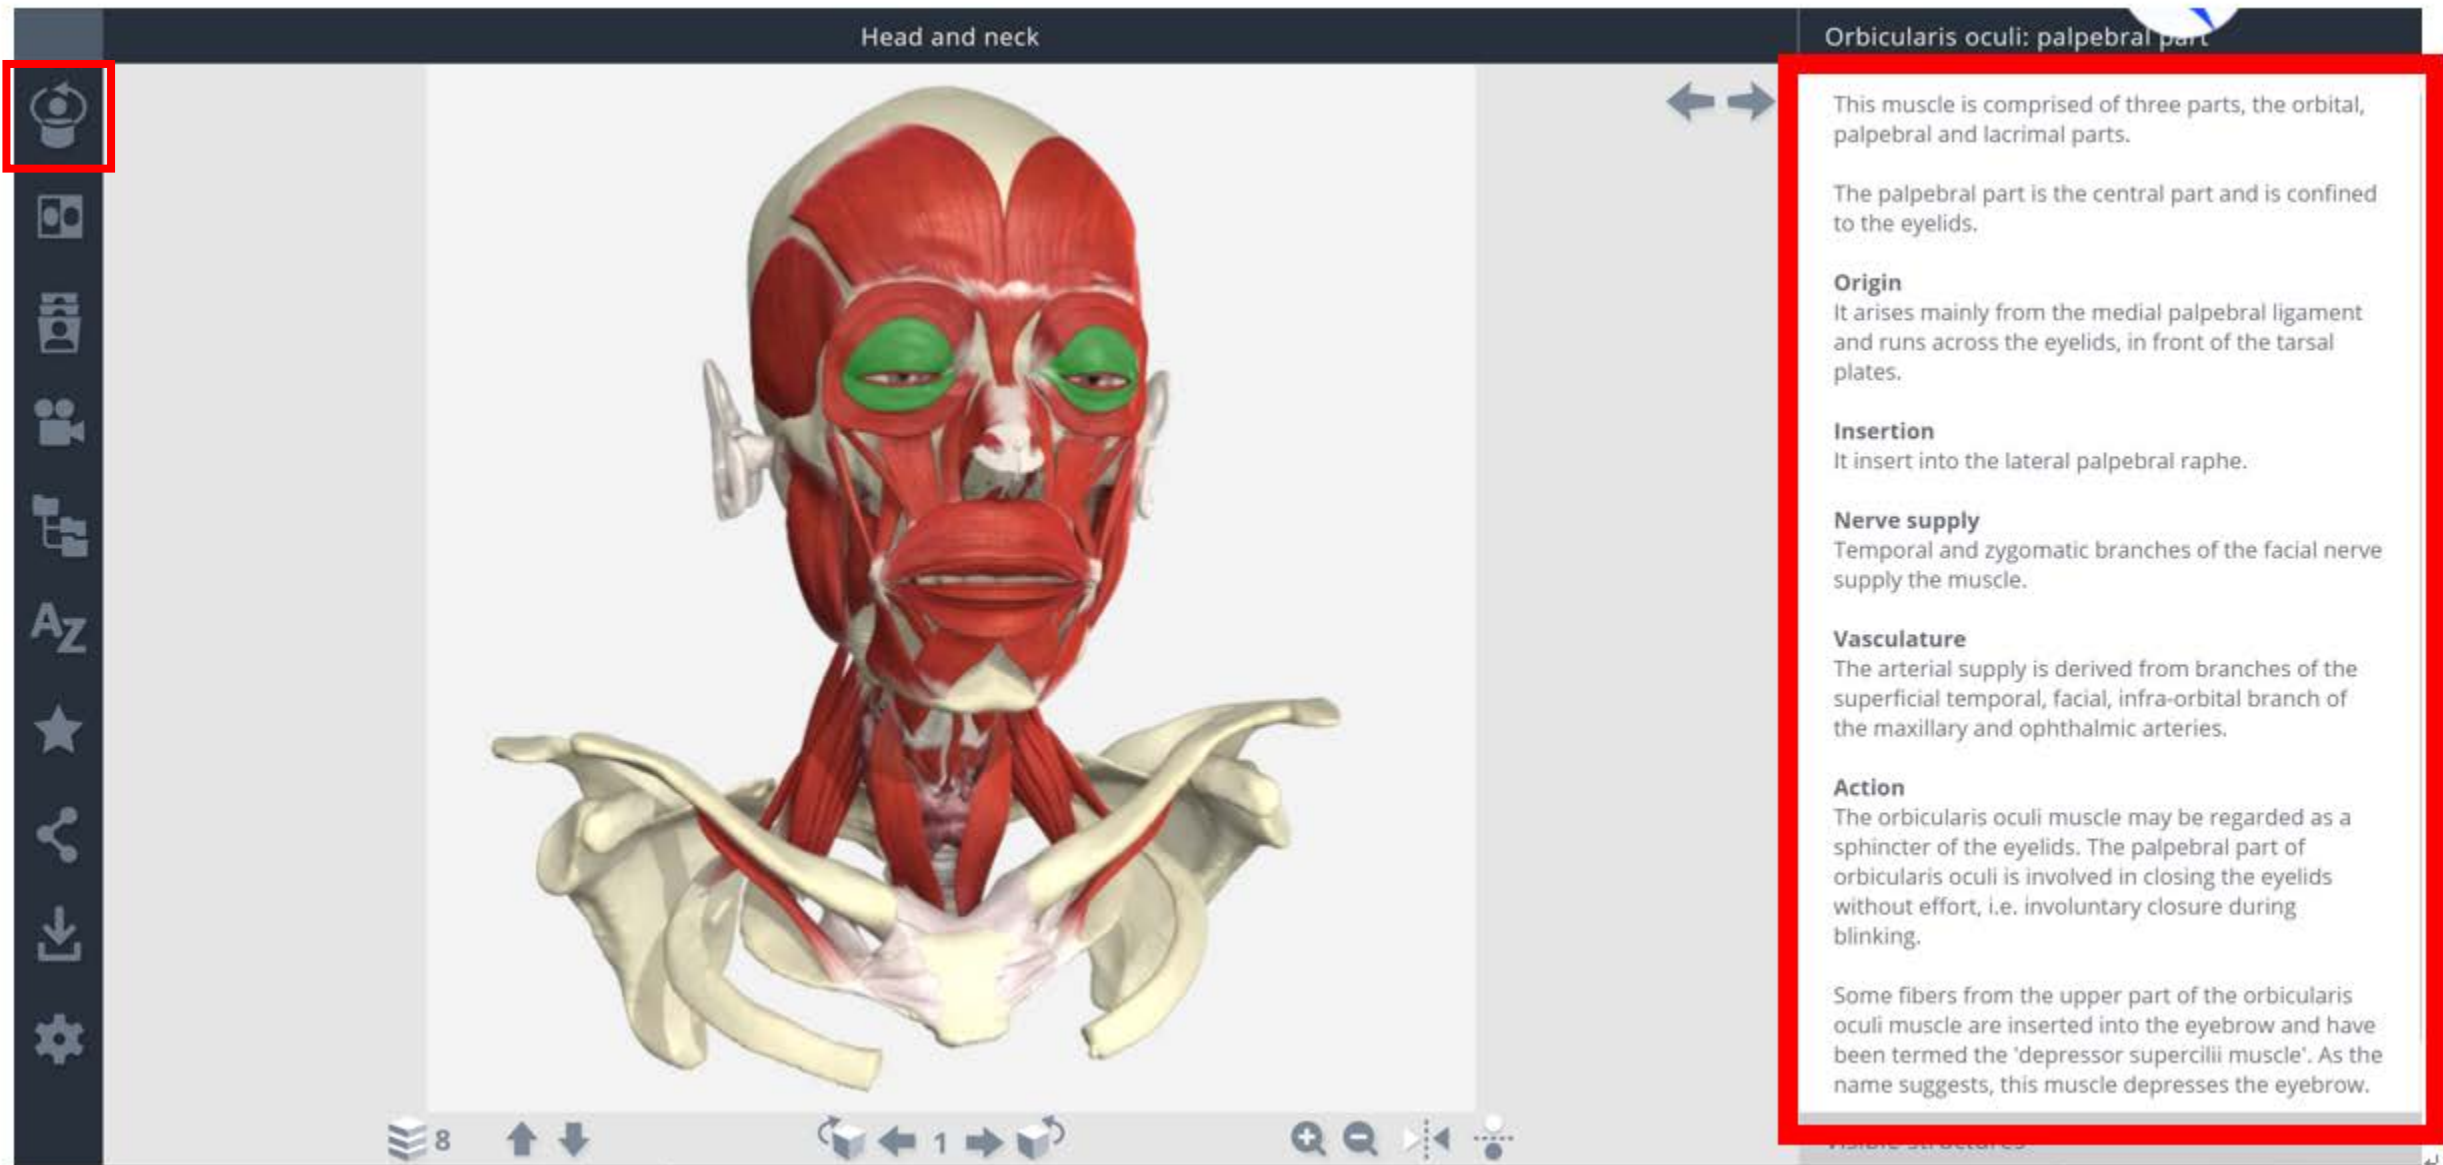 Head and neck
Orbicularis oculi: palpebral part
This muscle is comprised of three parts, the orbital,
palpebral and lacrimal parts.
The palpebral part is the central part and is confined
to the eyelids.
Origin
It arises mainly from the medial palpebral ligament
and runs across the eyelids, in front of the tarsal
plates.
Insertion
It insert into the lateral palpebral raphe.
Nerve supply
Temporal and zygomatic branches of the facial nerve
supply the muscle.
Vasculature
The arterial supply is derived from branches of the
superficial temporal, facial, infra-orbital branch of
the maxillary and ophthalmic arteries.
Action
The orbicularis oculi muscle may be regarded as a
sphincter of the eyelids. The palpebral part of
orbicularis oculi is involved in closing the eyelids
without effort, i.e. involuntary closure during
blinking.
Some fibers from the upper part of the orbicularis
oculi muscle are inserted into the eyebrow and have
been termed the 'depressor supercilii muscle'. As the
name suggests, this muscle depresses the eyebrow.
Visible structures
AZ
8
1